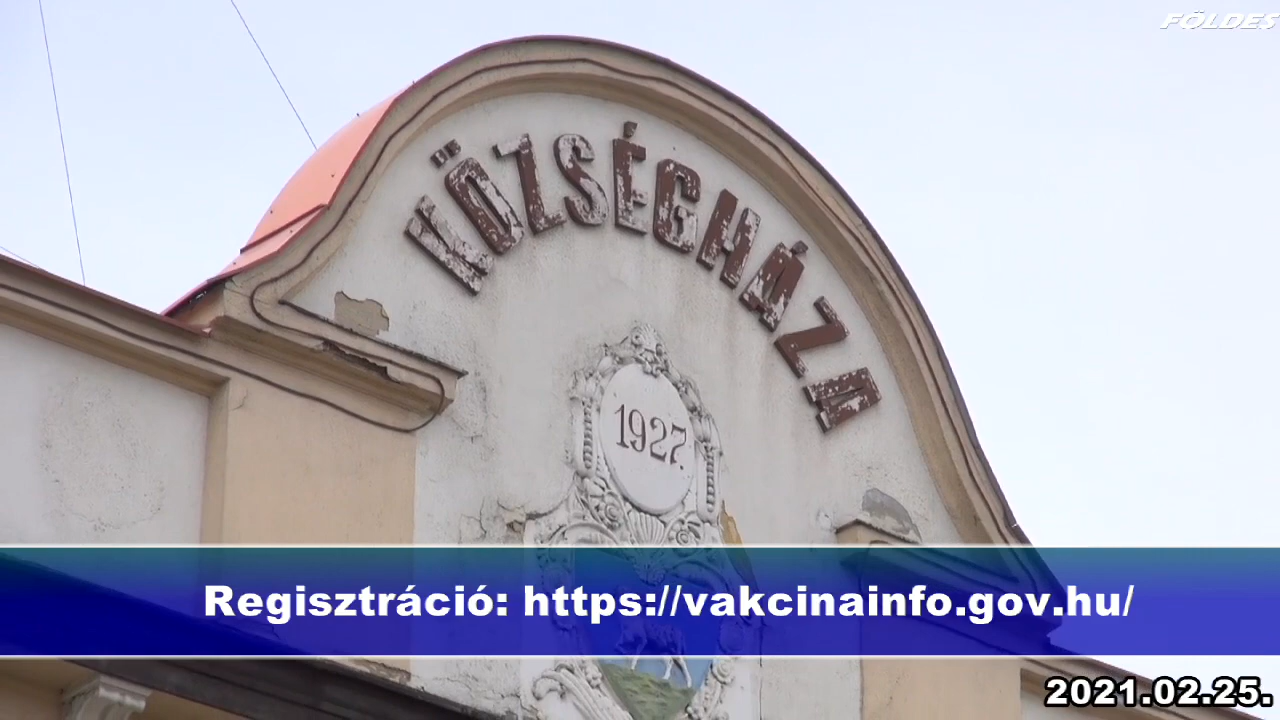 FÖLDES
KÖZSÉGHÁZA
1927.
Regisztráció: https://vakcinainfo.gov.hu/
2021.02.25.